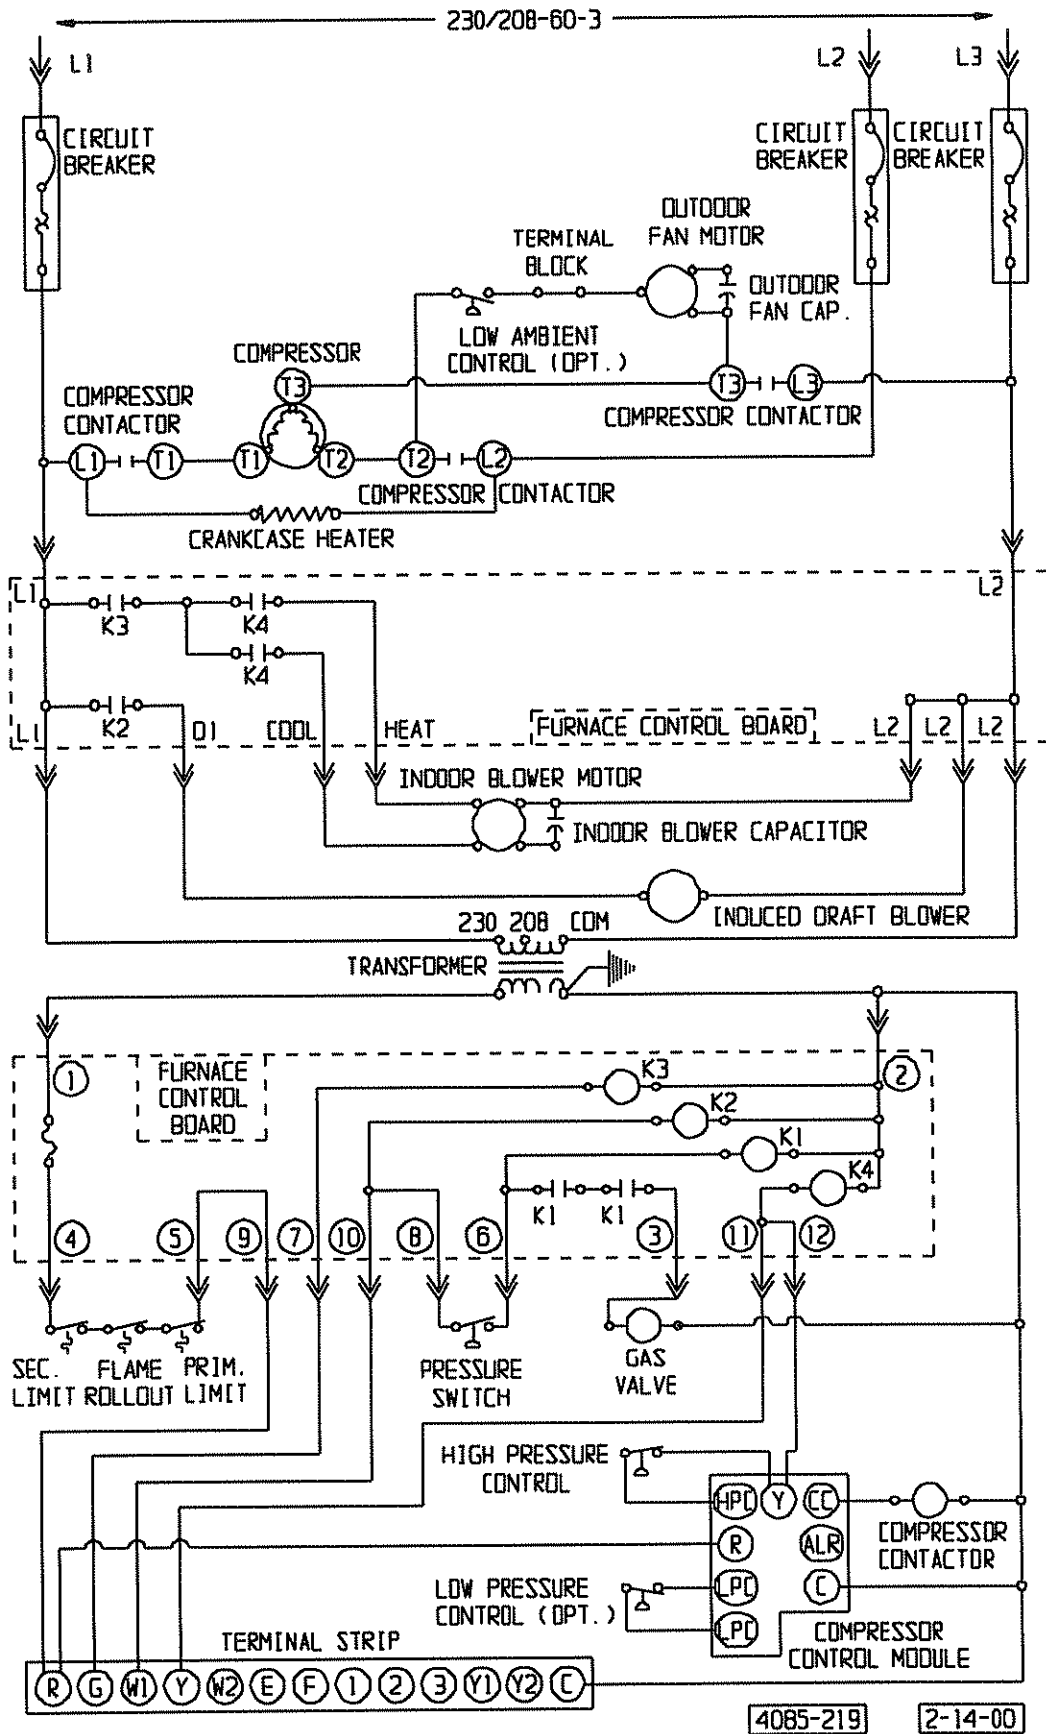 230/208-60-3
L1
L2
L3
CIRCUIT
BREAKER
CIRCUIT
BREAKER
CIRCUIT
BREAKER
OUTDOOR
FAN MOTOR
TERMINAL
BLOCK
OUTDOOR
FAN CAP.
LOW AMBIENT
CONTROL (OPT.)
COMPRESSOR
T3
T3
L3
COMPRESSOR
CONTACTOR
COMPRESSOR CONTACTOR
L1
T1
T1
T2
T2
L2
COMPRESSOR CONTACTOR
CRANKCASE HEATER
L1
L2
K3
K4
K4
K2
L1
D1
COOL
HEAT
FURNACE CONTROL BOARD
L2
L2
L2
INDOOR BLOWER MOTOR
INDOOR BLOWER CAPACITOR
INDUCED DRAFT BLOWER
230 208 COM
TRANSFORMER
1
FURNACE
CONTROL
BOARD
K3
2
K2
K1
K4
K1
K1
4
5
9
7
10
8
6
3
11
12
SEC.
LIMIT
FLAME
ROLLOUT
PRIM.
LIMIT
PRESSURE
SWITCH
GAS
VALVE
HIGH PRESSURE
CONTROL
HPC
Y
CC
R
ALR
COMPRESSOR
CONTACTOR
LOW PRESSURE
CONTROL (OPT.)
LPC
C
LPC
COMPRESSOR
CONTROL MODULE
TERMINAL STRIP
R G W1 Y W2 E F 1 2 3 Y1 Y2 C
4085-219
2-14-00